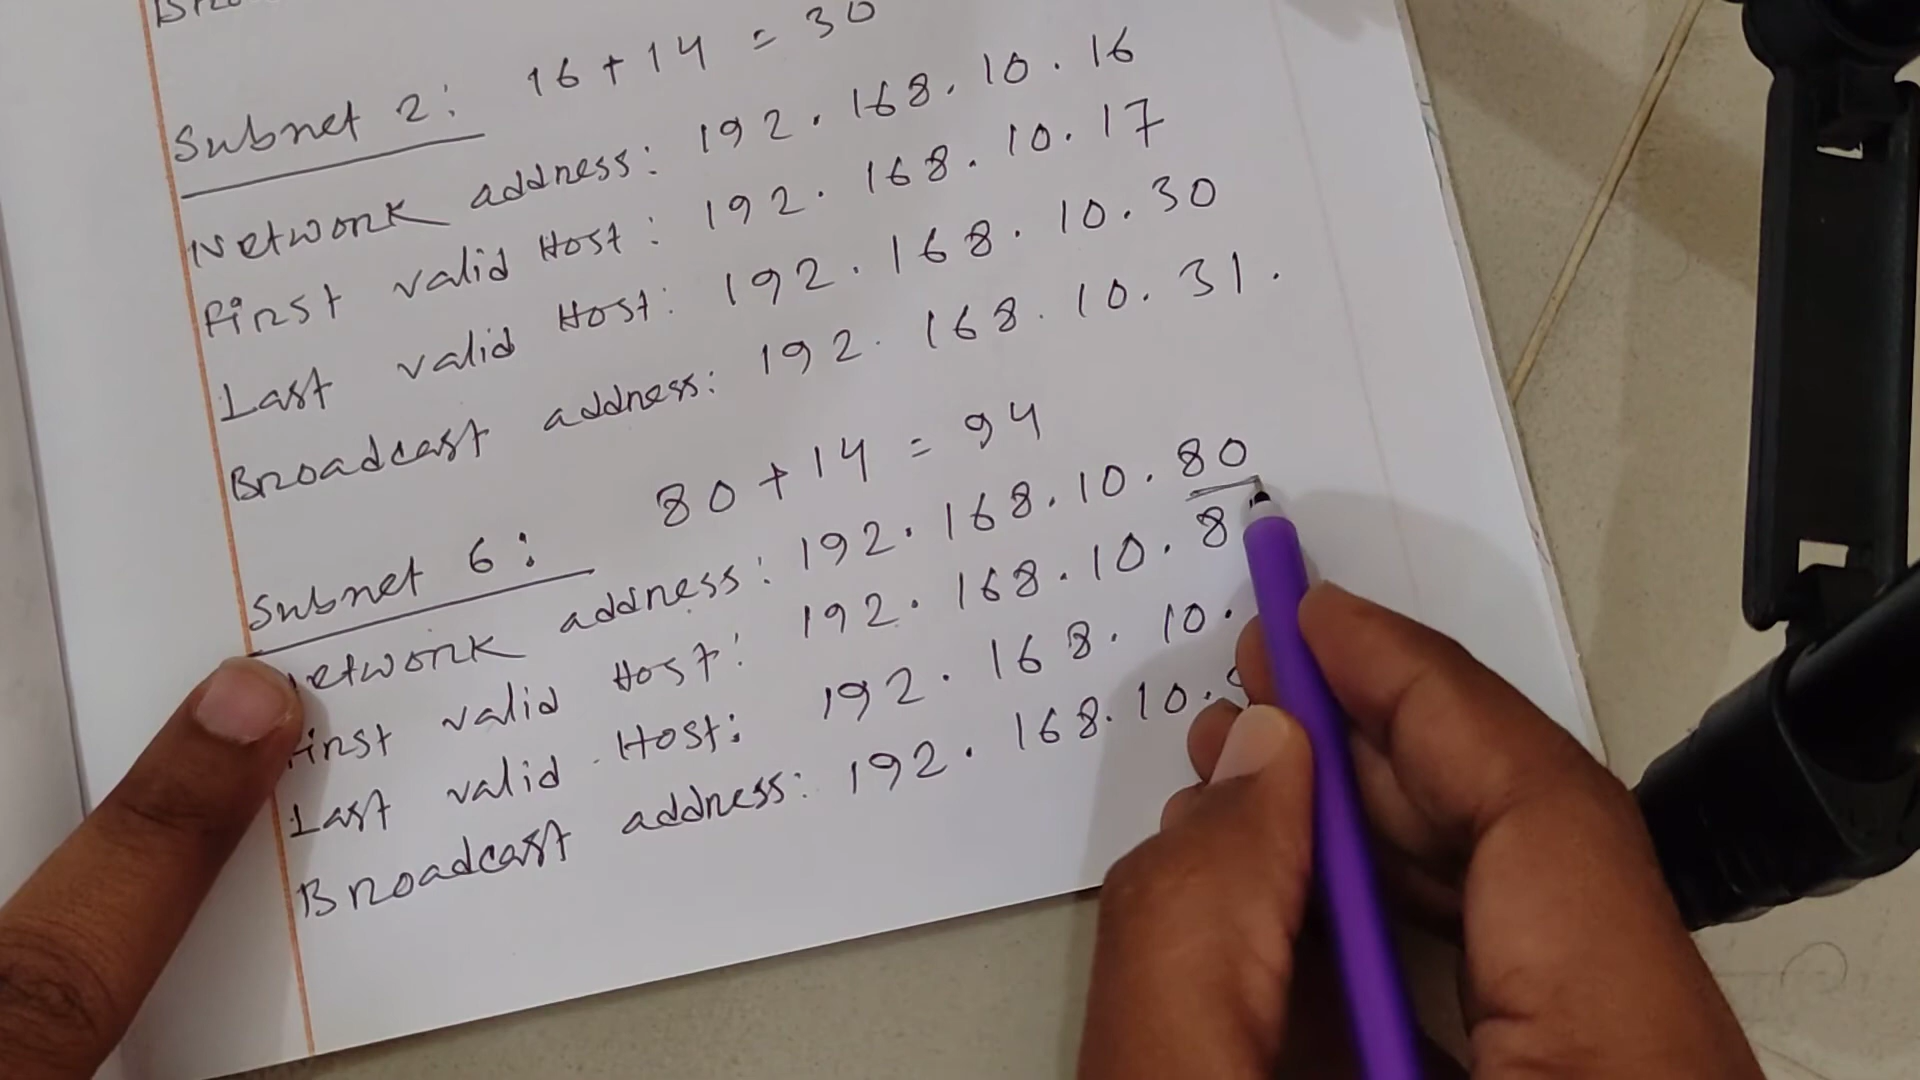 Subnet 2: 16 + 14 = 30
Network address: 192.168.10.16
First valid Host: 192.168.10.17
Last valid Host: 192.168.10.30
Broadcast address: 192.168.10.31.
80 + 14 = 94
Subnet 6:
Network address: 192.168.10.80
First valid Host: 192.168.10.8
Last valid Host: 192.168.10.
Broadcast address: 192.168.10.